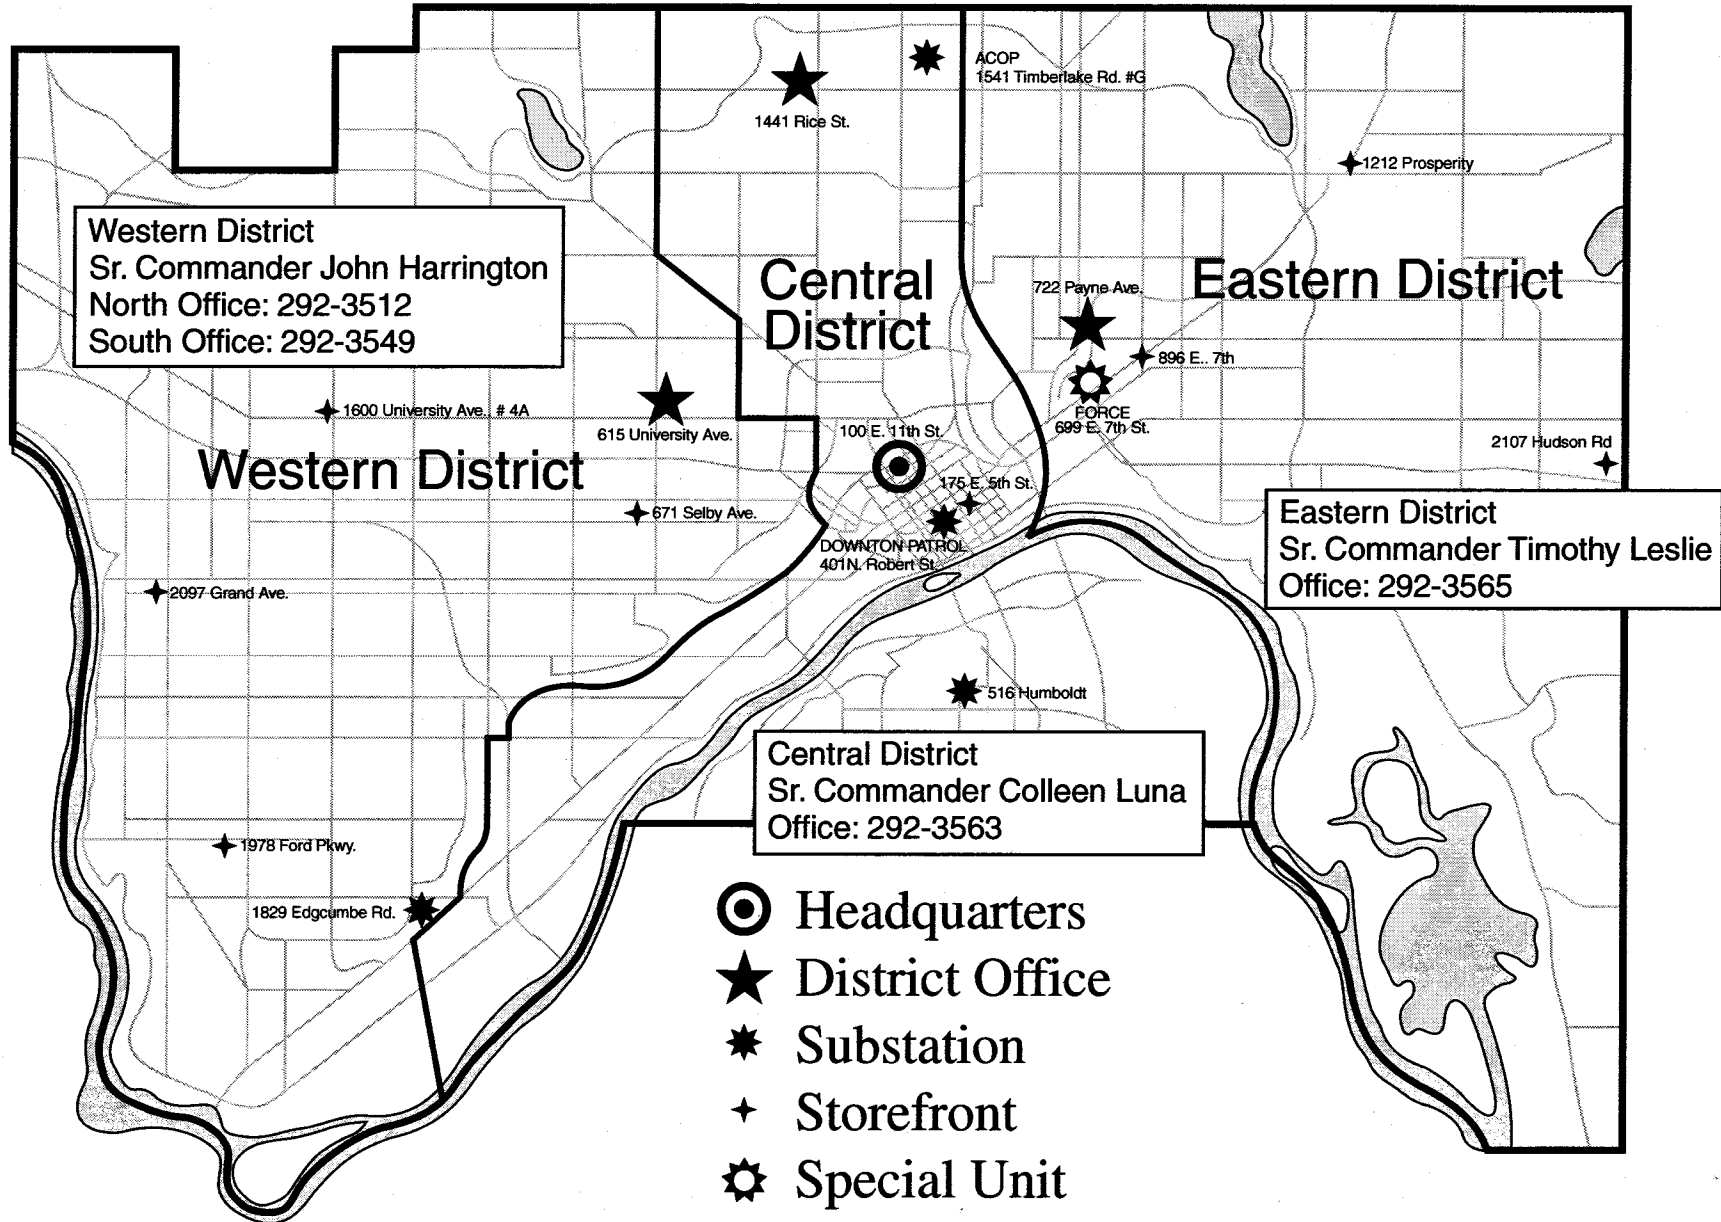 ACOP
1541 Timberlake Rd. #G
1441 Rice St.
1212 Prosperity
Western District
Sr. Commander John Harrington
North Office: 292-3512
South Office: 292-3549
Central
District
722 Payne Ave.
Eastern District
896 E.. 7th
FORCE
699 E. 7th St.
1600 University Ave.. # 4A
615 University Ave.
100 E. 11th St.
2107 Hudson Rd
Western District
175 E. 5th St.
671 Selby Ave.
DOWNTON PATROL
401N. Robert St.
Eastern District
Sr. Commander Timothy Leslie
Office: 292-3565
2097 Grand Ave.
516 Humboldt
Central District
Sr. Commander Colleen Luna
Office: 292-3563
1978 Ford Pkwy.
1829 Edgcumbe Rd.
Headquarters
District Office
Substation
Storefront
Special Unit